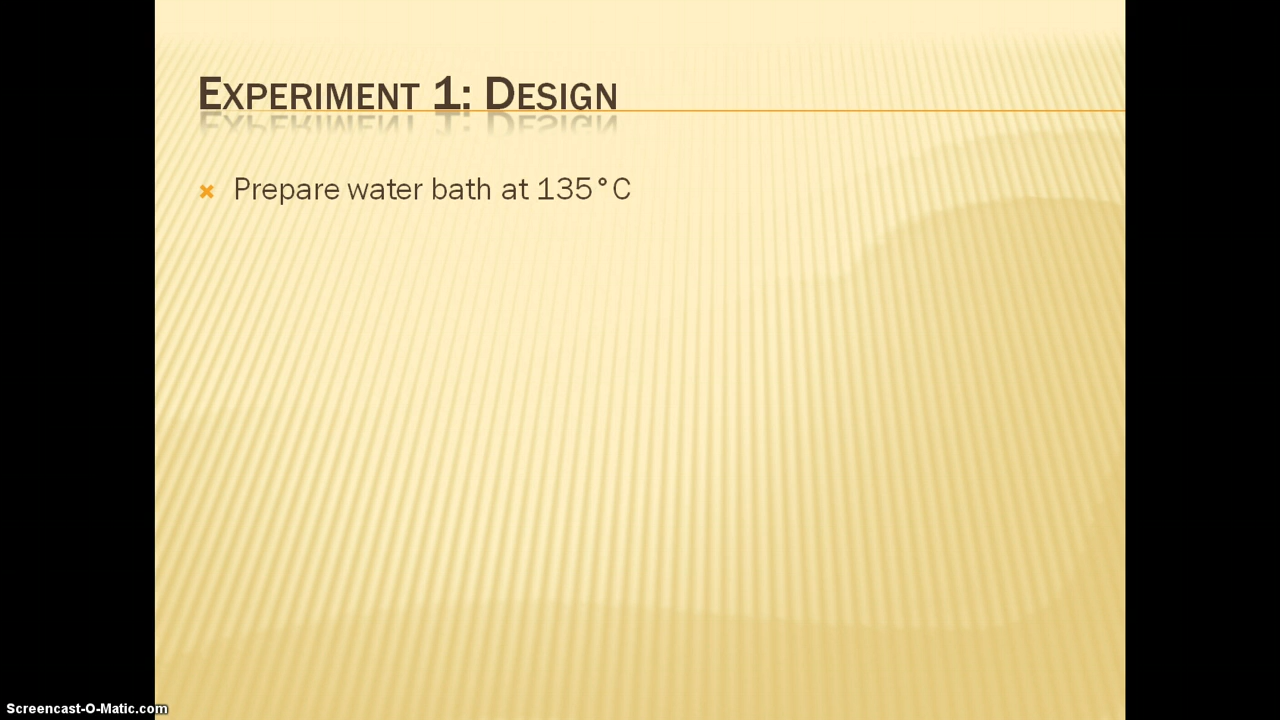 Experiment 1: Design
Prepare water bath at 135°C
Screencast-O-Matic.com